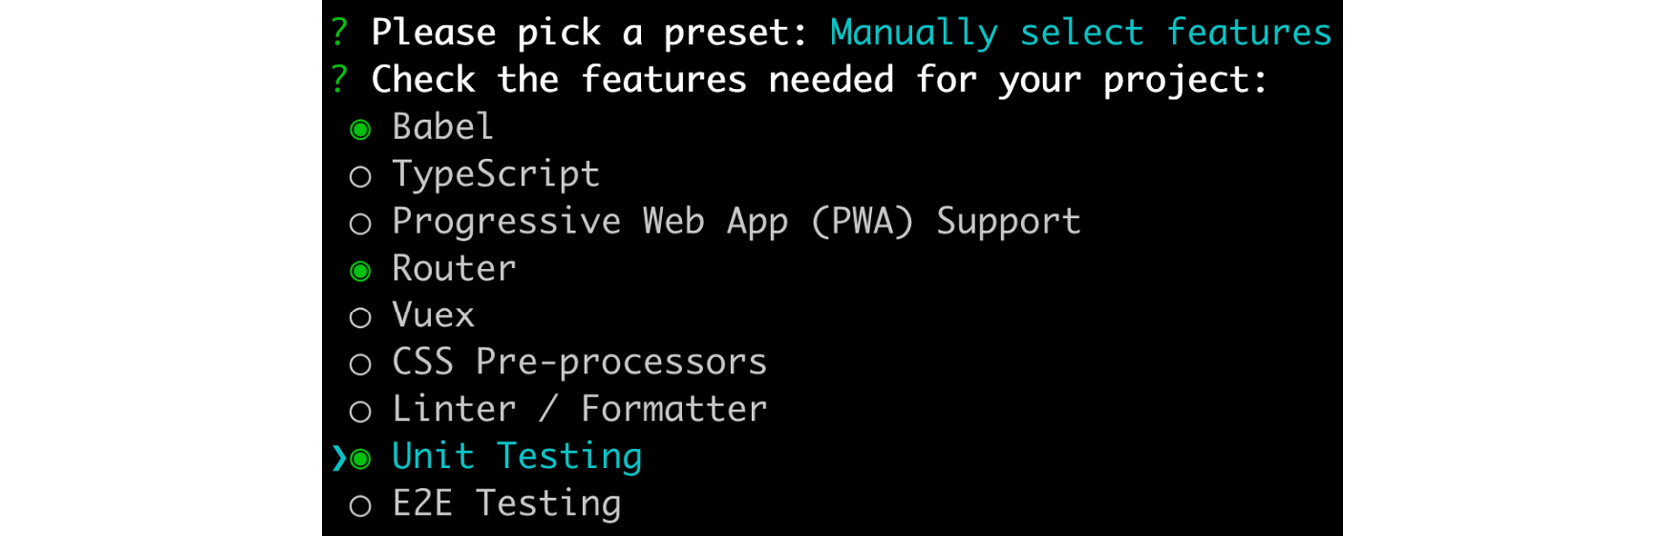 ? Please pick a preset: Manually select features
? Check the features needed for your project:
◉ Babel
◯ TypeScript
◯ Progressive Web App (PWA) Support
◉ Router
◯ Vuex
◯ CSS Pre-processors
◯ Linter / Formatter
❯◉ Unit Testing
◯ E2E Testing